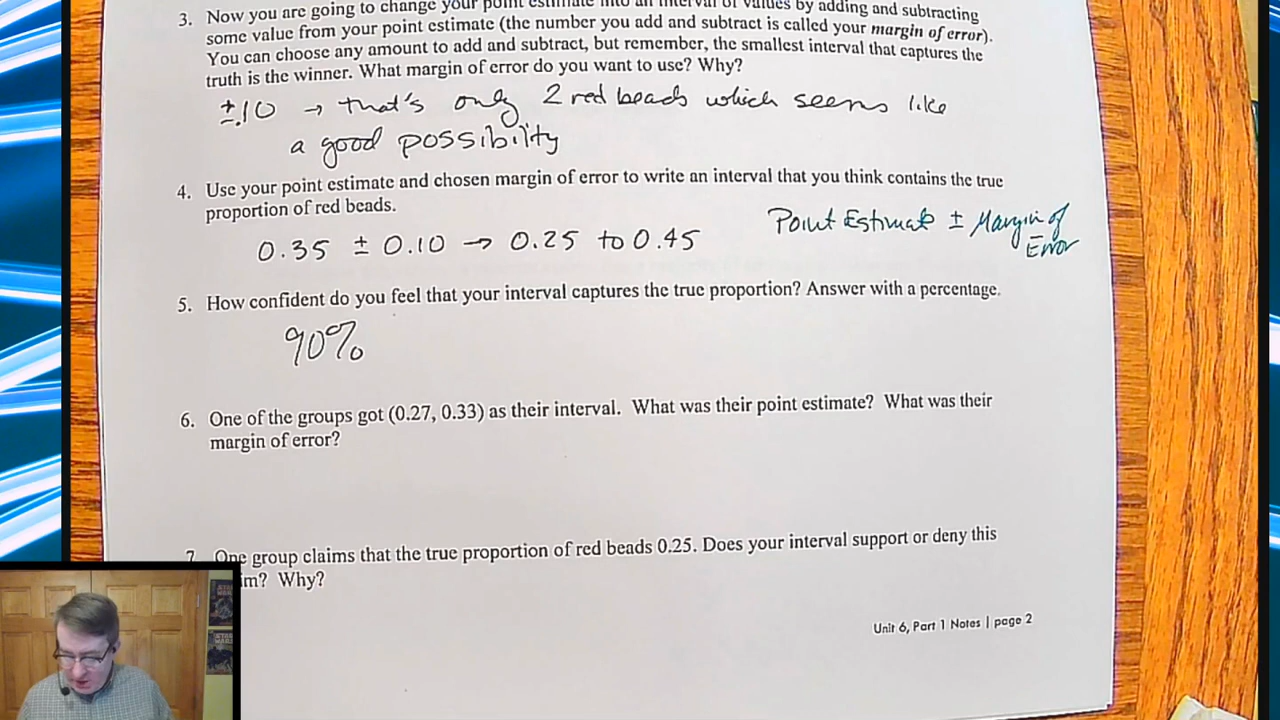 3. Now you are going to change your point estimate into an interval of values by adding and subtracting
some value from your point estimate (the number you add and subtract is called your margin of error).
You can choose any amount to add and subtract, but remember, the smallest interval that captures the
truth is the winner. What margin of error do you want to use? Why?
±.10 → that's only 2 red beads which seems like
a good possibility
4. Use your point estimate and chosen margin of error to write an interval that you think contains the true
proportion of red beads.
Point Estimate ± Margin of
Error
0.35 ± 0.10 → 0.25 to 0.45
5. How confident do you feel that your interval captures the true proportion? Answer with a percentage.
90%
6. One of the groups got (0.27, 0.33) as their interval. What was their point estimate? What was their
margin of error?
7. One group claims that the true proportion of red beads 0.25. Does your interval support or deny this
im? Why?
Unit 6, Part 1 Notes | page 2
STAR
WARS